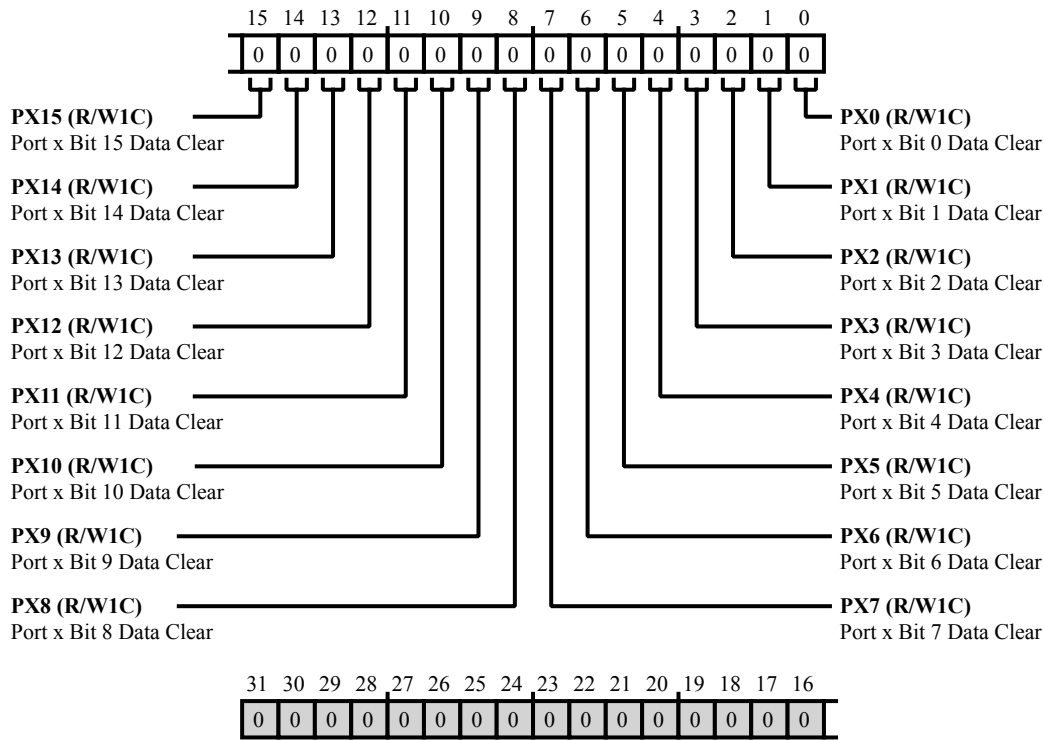 15 14 13 12 11 10 9 8 7 6 5 4 3 2 1 0
0 0 0 0 0 0 0 0 0 0 0 0 0 0 0 0
PX15 (R/W1C)
Port x Bit 15 Data Clear
PX14 (R/W1C)
Port x Bit 14 Data Clear
PX13 (R/W1C)
Port x Bit 13 Data Clear
PX12 (R/W1C)
Port x Bit 12 Data Clear
PX11 (R/W1C)
Port x Bit 11 Data Clear
PX10 (R/W1C)
Port x Bit 10 Data Clear
PX9 (R/W1C)
Port x Bit 9 Data Clear
PX8 (R/W1C)
Port x Bit 8 Data Clear
PX0 (R/W1C)
Port x Bit 0 Data Clear
PX1 (R/W1C)
Port x Bit 1 Data Clear
PX2 (R/W1C)
Port x Bit 2 Data Clear
PX3 (R/W1C)
Port x Bit 3 Data Clear
PX4 (R/W1C)
Port x Bit 4 Data Clear
PX5 (R/W1C)
Port x Bit 5 Data Clear
PX6 (R/W1C)
Port x Bit 6 Data Clear
PX7 (R/W1C)
Port x Bit 7 Data Clear
31 30 29 28 27 26 25 24 23 22 21 20 19 18 17 16
0 0 0 0 0 0 0 0 0 0 0 0 0 0 0 0